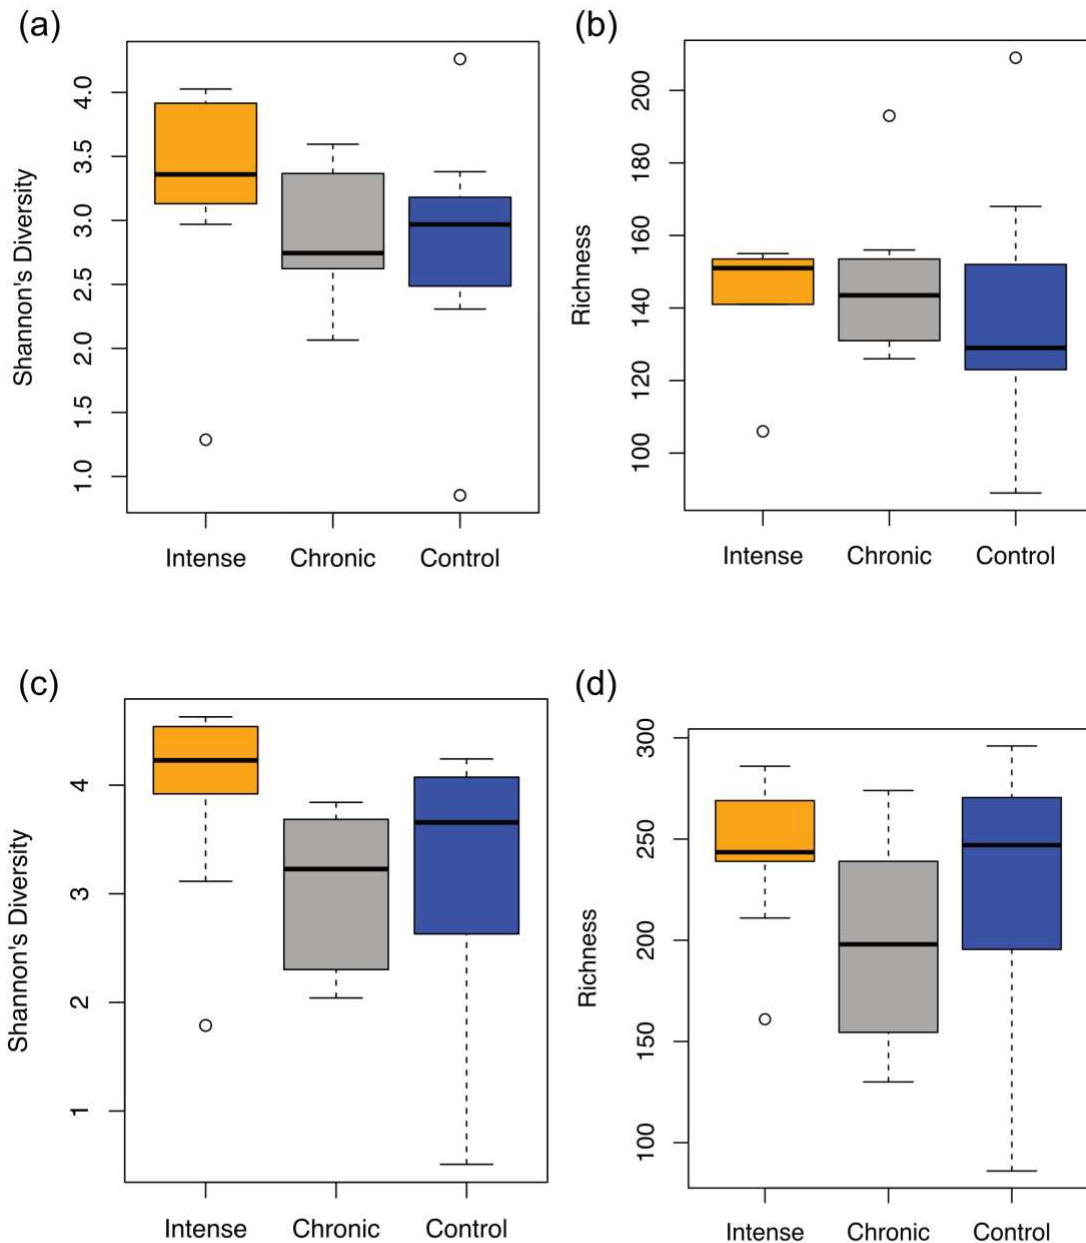 (a)
Shannon's Diversity
4.0
3.5
3.0
2.5
2.0
1.5
1.0
Intense Chronic Control
(b)
Richness
200
180
160
140
120
100
Intense Chronic Control
(c)
Shannon's Diversity
4
3
2
1
Intense Chronic Control
(d)
Richness
300
250
200
150
100
Intense Chronic Control